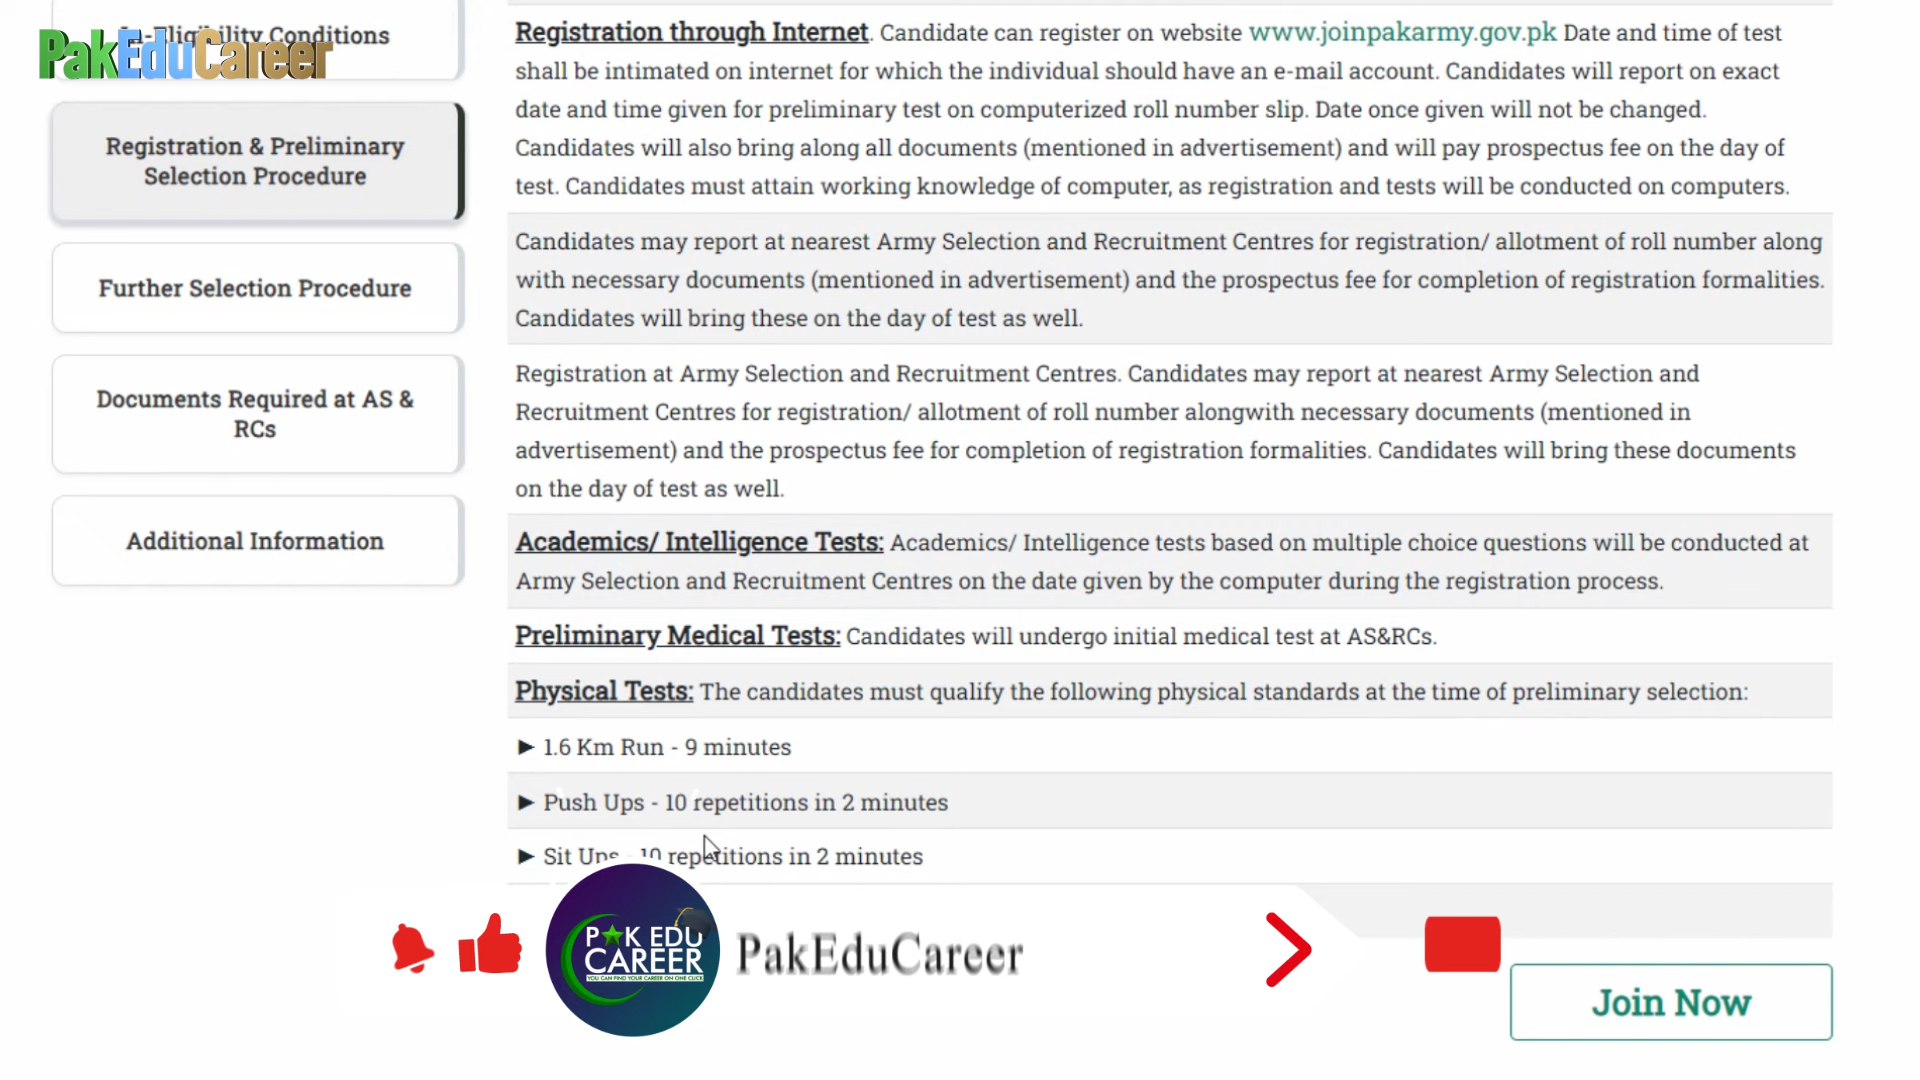 In-Eligibility Conditions
PakEduCareer
Registration & Preliminary
Selection Procedure
Further Selection Procedure
Documents Required at AS &
RCs
Additional Information
Registration through Internet. Candidate can register on website www.joinpakarmy.gov.pk Date and time of test
shall be intimated on internet for which the individual should have an e-mail account. Candidates will report on exact
date and time given for preliminary test on computerized roll number slip. Date once given will not be changed.
Candidates will also bring along all documents (mentioned in advertisement) and will pay prospectus fee on the day of
test. Candidates must attain working knowledge of computer, as registration and tests will be conducted on computers.
Candidates may report at nearest Army Selection and Recruitment Centres for registration/ allotment of roll number along
with necessary documents (mentioned in advertisement) and the prospectus fee for completion of registration formalities.
Candidates will bring these on the day of test as well.
Registration at Army Selection and Recruitment Centres. Candidates may report at nearest Army Selection and
Recruitment Centres for registration/ allotment of roll number alongwith necessary documents (mentioned in
advertisement) and the prospectus fee for completion of registration formalities. Candidates will bring these documents
on the day of test as well.
Academics/ Intelligence Tests: Academics/ Intelligence tests based on multiple choice questions will be conducted at
Army Selection and Recruitment Centres on the date given by the computer during the registration process.
Preliminary Medical Tests: Candidates will undergo initial medical test at AS&RCs.
Physical Tests: The candidates must qualify the following physical standards at the time of preliminary selection:
► 1.6 Km Run - 9 minutes
► Push Ups - 10 repetitions in 2 minutes
► Sit Ups - 10 repetitions in 2 minutes
PAK EDU
CAREER
YOU CAN FIND YOUR CAREER ON ONE CLICK
PakEduCareer
Join Now